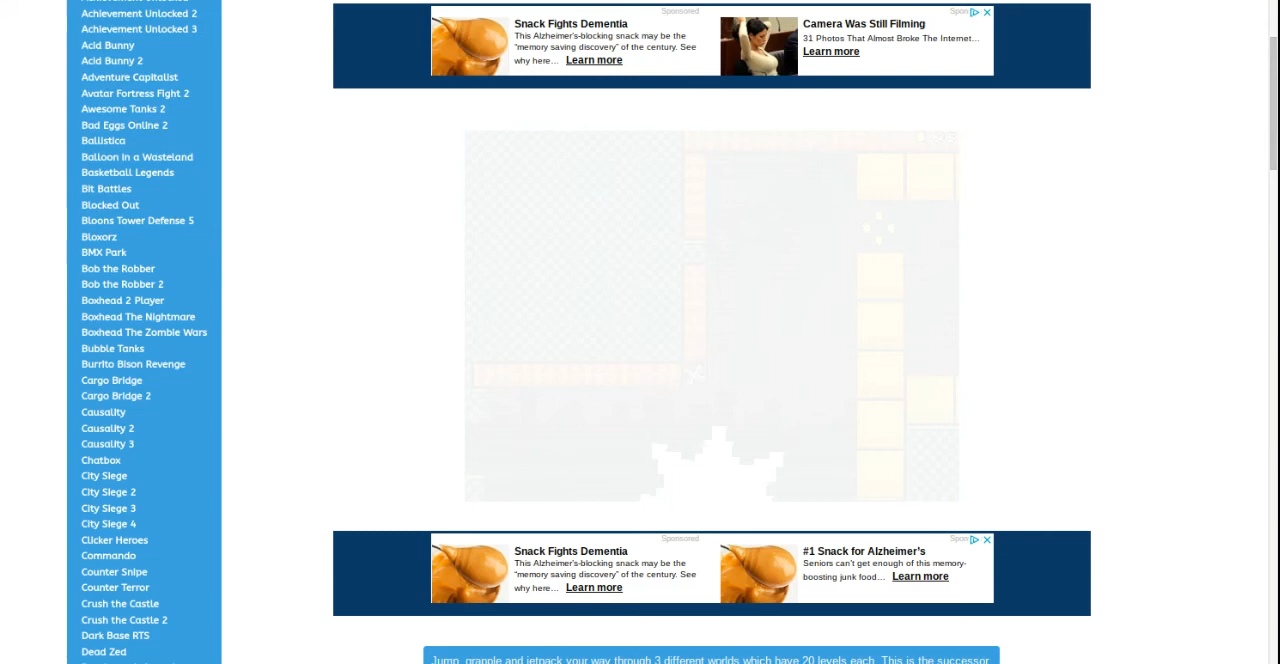 Achievement Unlocked 2
Achievement Unlocked 3
Acid Bunny
Acid Bunny 2
Adventure Capitalist
Avatar Fortress Fight 2
Awesome Tanks 2
Bad Eggs Online 2
Ballistica
Balloon in a Wasteland
Basketball Legends
Bit Battles
Blocked Out
Bloons Tower Defense 5
Bloxorz
BMX Park
Bob the Robber
Bob the Robber 2
Boxhead 2 Player
Boxhead The Nightmare
Boxhead The Zombie Wars
Bubble Tanks
Burrito Bison Revenge
Cargo Bridge
Cargo Bridge 2
Causality
Causality 2
Causality 3
Chatbox
City Siege
City Siege 2
City Siege 3
City Siege 4
Clicker Heroes
Commando
Counter Snipe
Counter Terror
Crush the Castle
Crush the Castle 2
Dark Base RTS
Dead Zed
Sponsored
Snack Fights Dementia
This Alzheimer's-blocking snack may be the
"memory saving discovery" of the century. See
why here... Learn more
Spon
Camera Was Still Filming
31 Photos That Almost Broke The Internet...
Learn more
Sponsored
Snack Fights Dementia
This Alzheimer's-blocking snack may be the
"memory saving discovery" of the century. See
why here... Learn more
Spon
#1 Snack for Alzheimer's
Seniors can't get enough of this memory-
boosting junk food... Learn more
Jump, grapple and jetpack your way through 3 different worlds which have 20 levels each. This is the successor